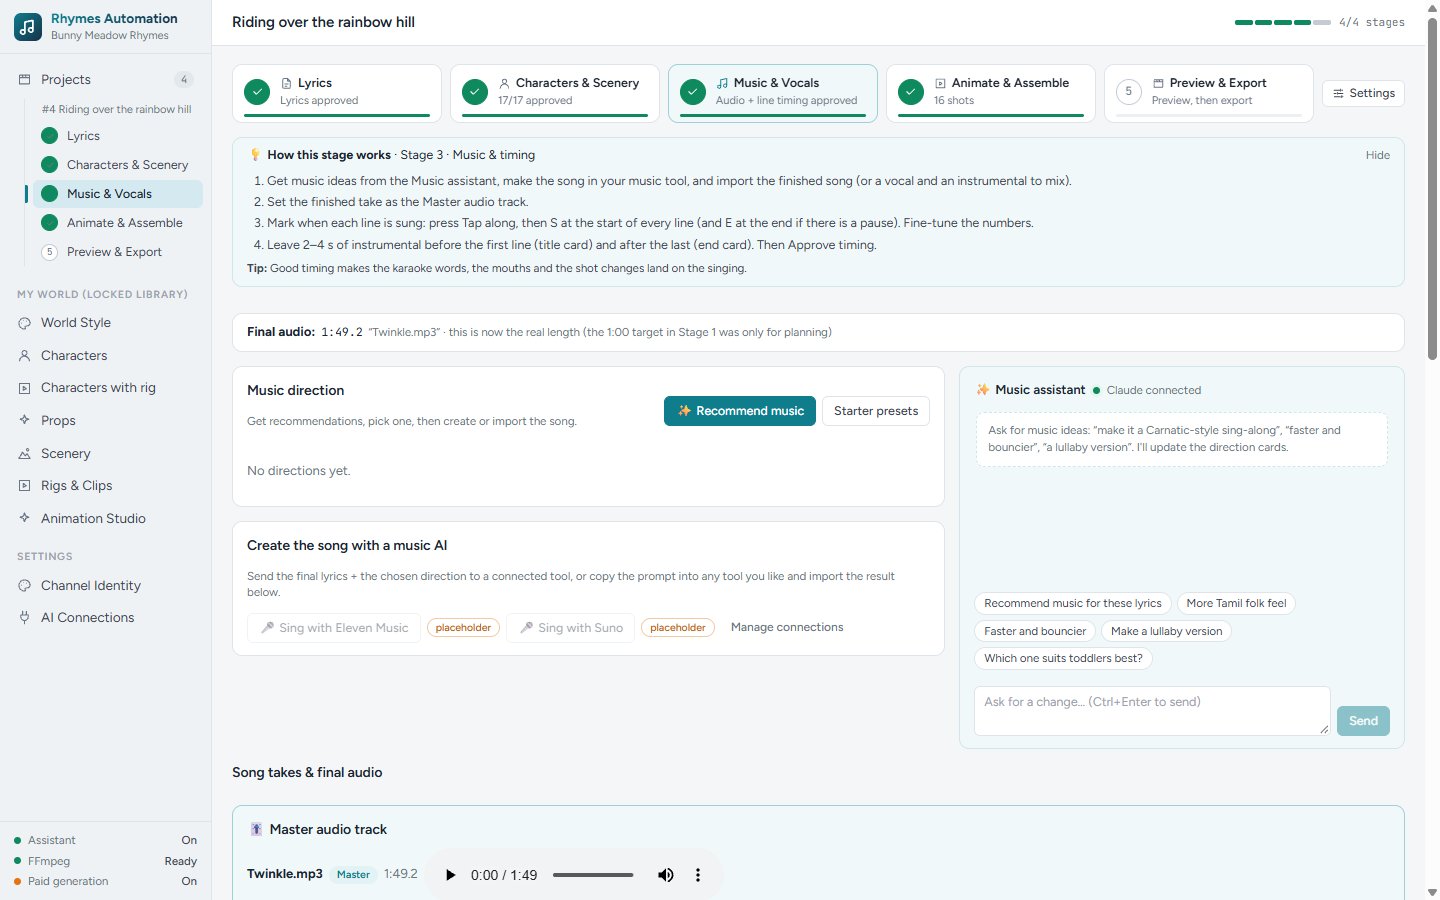 Rhymes Automation
Bunny Meadow Rhymes
Projects
4
#4 Riding over the rainbow hill
Lyrics
Characters & Scenery
Music & Vocals
Animate & Assemble
5
Preview & Export
MY WORLD (LOCKED LIBRARY)
World Style
Characters
Characters with rig
Props
Scenery
Rigs & Clips
Animation Studio
SETTINGS
Channel Identity
AI Connections
Assistant On
FFmpeg Ready
Paid generation On
Riding over the rainbow hill
4/4 stages
Lyrics
Lyrics approved
Characters & Scenery
17/17 approved
Music & Vocals
Audio + line timing approved
Animate & Assemble
16 shots
5
Preview & Export
Preview, then export
Settings
How this stage works · Stage 3 · Music & timing
Hide
1. Get music ideas from the Music assistant, make the song in your music tool, and import the finished song (or a vocal and an instrumental to mix).
2. Set the finished take as the Master audio track.
3. Mark when each line is sung: press Tap along, then S at the start of every line (and E at the end if there is a pause). Fine-tune the numbers.
4. Leave 2–4 s of instrumental before the first line (title card) and after the last (end card). Then Approve timing.
Tip: Good timing makes the karaoke words, the mouths and the shot changes land on the singing.
Final audio: 1:49.2 “Twinkle.mp3” · this is now the real length (the 1:00 target in Stage 1 was only for planning)
Music direction
Get recommendations, pick one, then create or import the song.
Recommend music
Starter presets
No directions yet.
Create the song with a music AI
Send the final lyrics + the chosen direction to a connected tool, or copy the prompt into any tool you like and import the result
below.
Sing with Eleven Music
placeholder
Sing with Suno
placeholder
Manage connections
Music assistant
Claude connected
Ask for music ideas: “make it a Carnatic-style sing-along”, “faster and
bouncier”, “a lullaby version”. I'll update the direction cards.
Recommend music for these lyrics
More Tamil folk feel
Faster and bouncier
Make a lullaby version
Which one suits toddlers best?
Ask for a change… (Ctrl+Enter to send)
Send
Song takes & final audio
Master audio track
Twinkle.mp3
Master
1:49.2
0:00 / 1:49